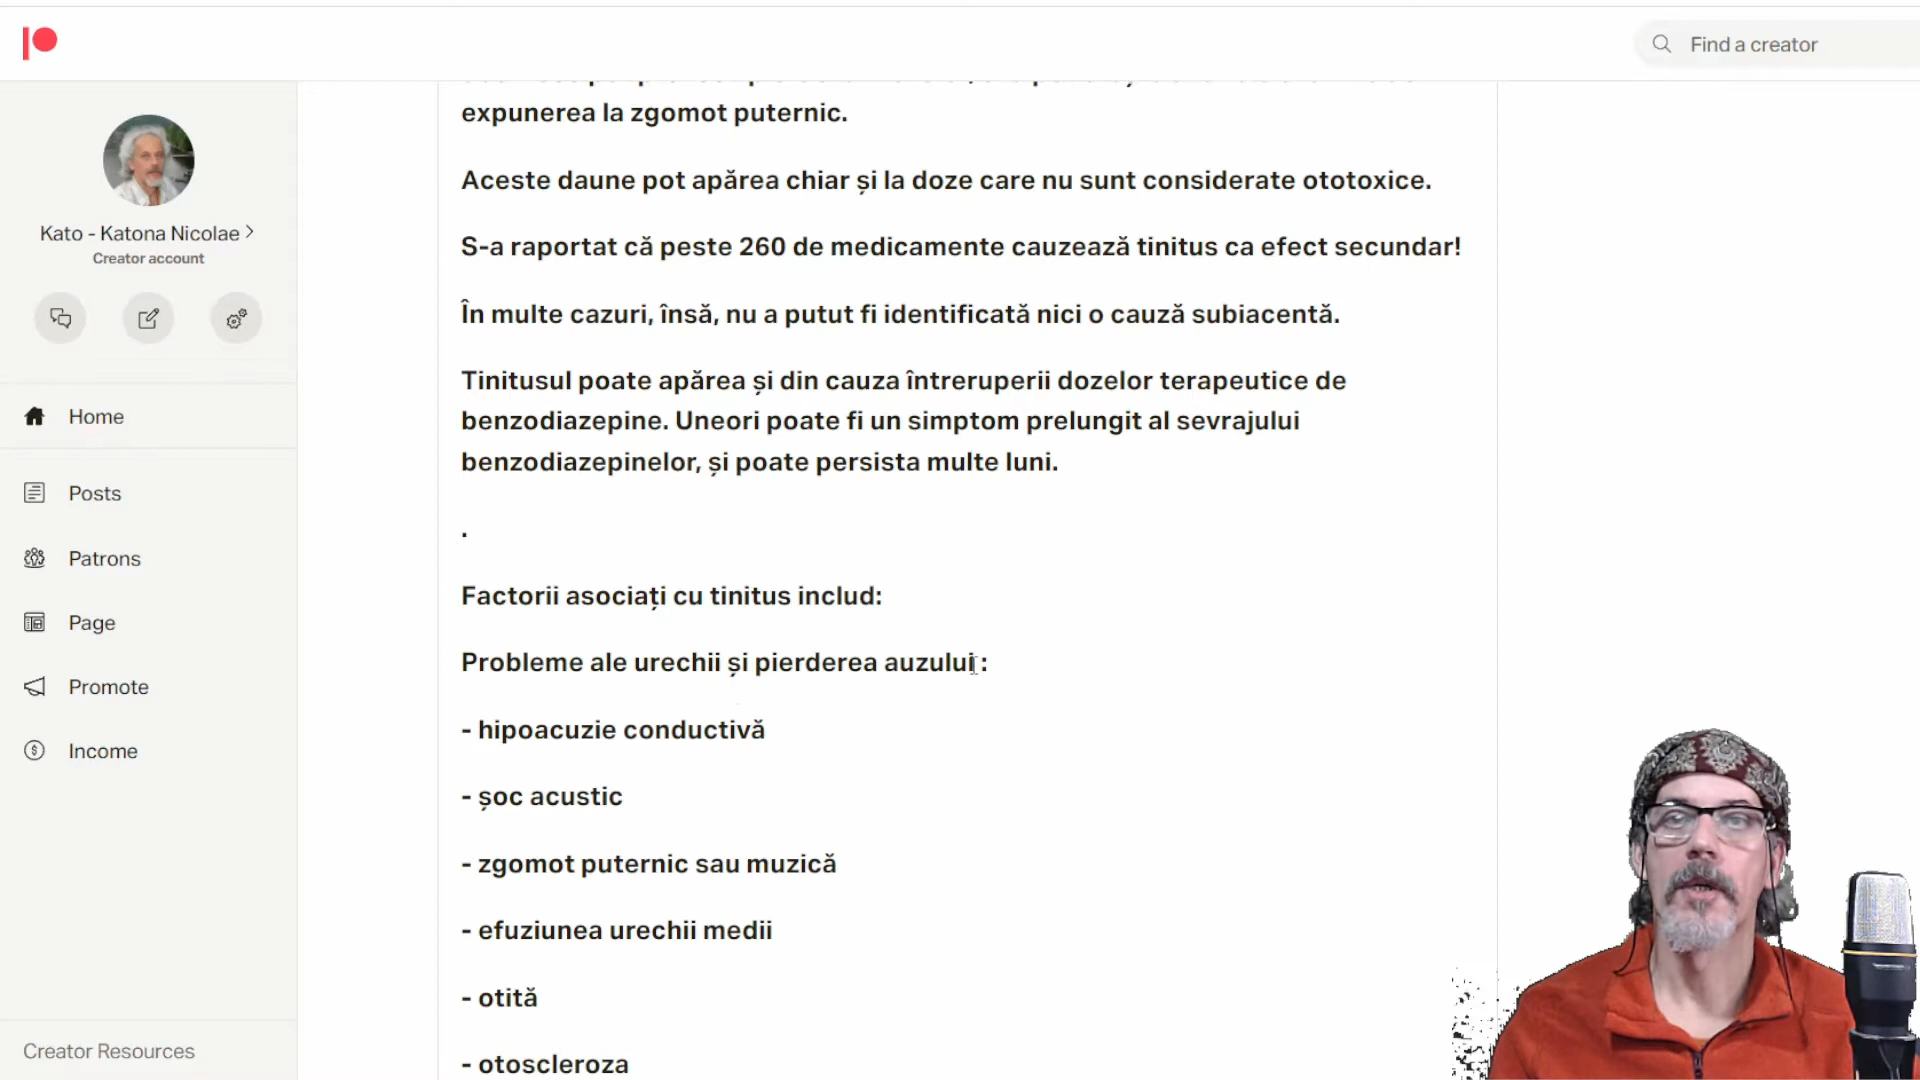 Find a creator
Kato - Katona Nicolae
Creator account
Home
Posts
Patrons
Page
Promote
Income
Creator Resources
expunerea la zgomot puternic.
Aceste daune pot apărea chiar și la doze care nu sunt considerate ototoxice.
S-a raportat că peste 260 de medicamente cauzează tinitus ca efect secundar!
În multe cazuri, însă, nu a putut fi identificată nici o cauză subiacentă.
Tinitusul poate apărea și din cauza întreruperii dozelor terapeutice de
benzodiazepine. Uneori poate fi un simptom prelungit al sevrajului
benzodiazepinelor, și poate persista multe luni.
.
Factorii asociați cu tinitus includ:
Probleme ale urechii și pierderea auzului:
- hipoacuzie conductivă
- șoc acustic
- zgomot puternic sau muzică
- efuziunea urechii medii
- otită
- otoscleroza